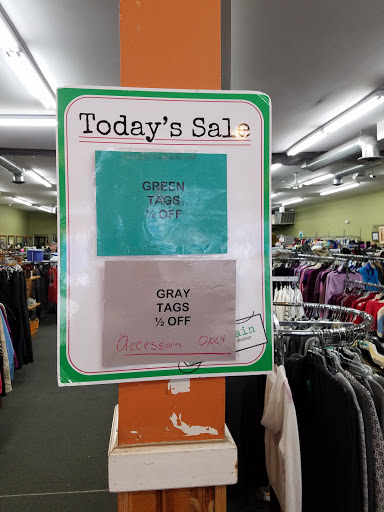 Today's Sale
GREEN
TAGS
½ OFF
GRAY
TAGS
½ OFF
Accessories Only